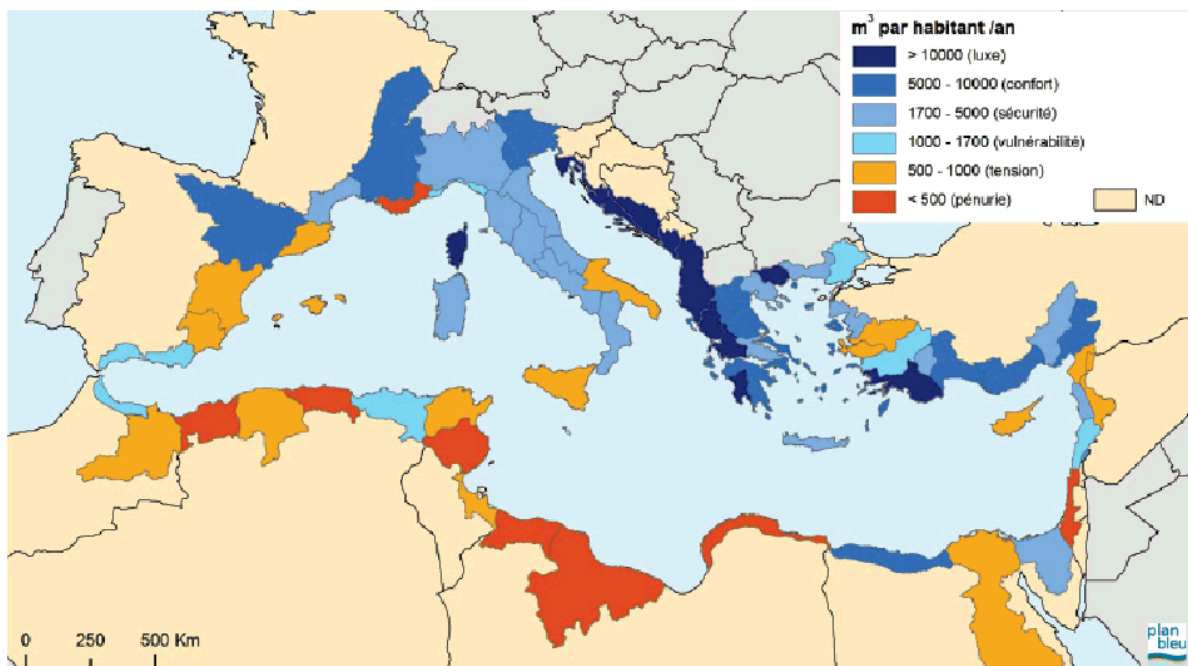 m³ par habitant /an
> 10000 (luxe)
5000 - 10000 (confort)
1700 - 5000 (sécurité)
1000 - 1700 (vulnérabilité)
500 - 1000 (tension)
< 500 (pénurie)
ND
0 250 500 Km
plan
bleu